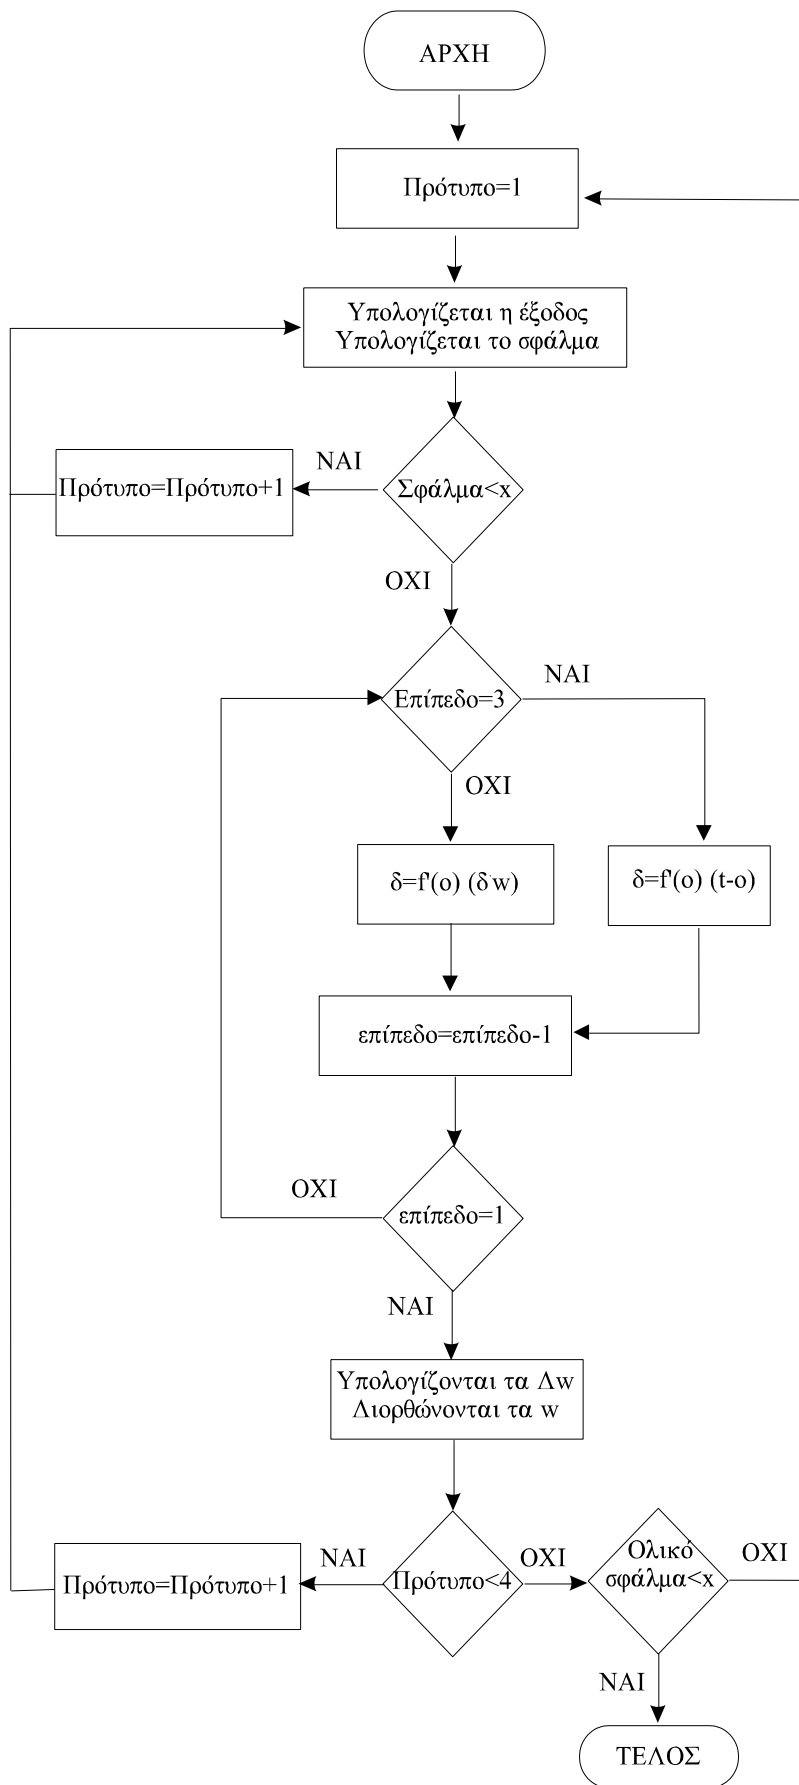 ΑΡΧΗ
Πρότυπο=1
Υπολογίζεται η έξοδος
Υπολογίζεται το σφάλμα
ΝΑΙ
Πρότυπο=Πρότυπο+1
Σφάλμα<x
ΟΧΙ
Επίπεδο=3
ΝΑΙ
ΟΧΙ
δ=f'(o) (δ·w)
δ=f'(o) (t-o)
επίπεδο=επίπεδο-1
ΟΧΙ
επίπεδο=1
ΝΑΙ
Υπολογίζονται τα Δw
Διορθώνονται τα w
ΝΑΙ
Πρότυπο=Πρότυπο+1
Πρότυπο<4
ΟΧΙ
Ολικό
σφάλμα<x
ΟΧΙ
ΝΑΙ
ΤΕΛΟΣ